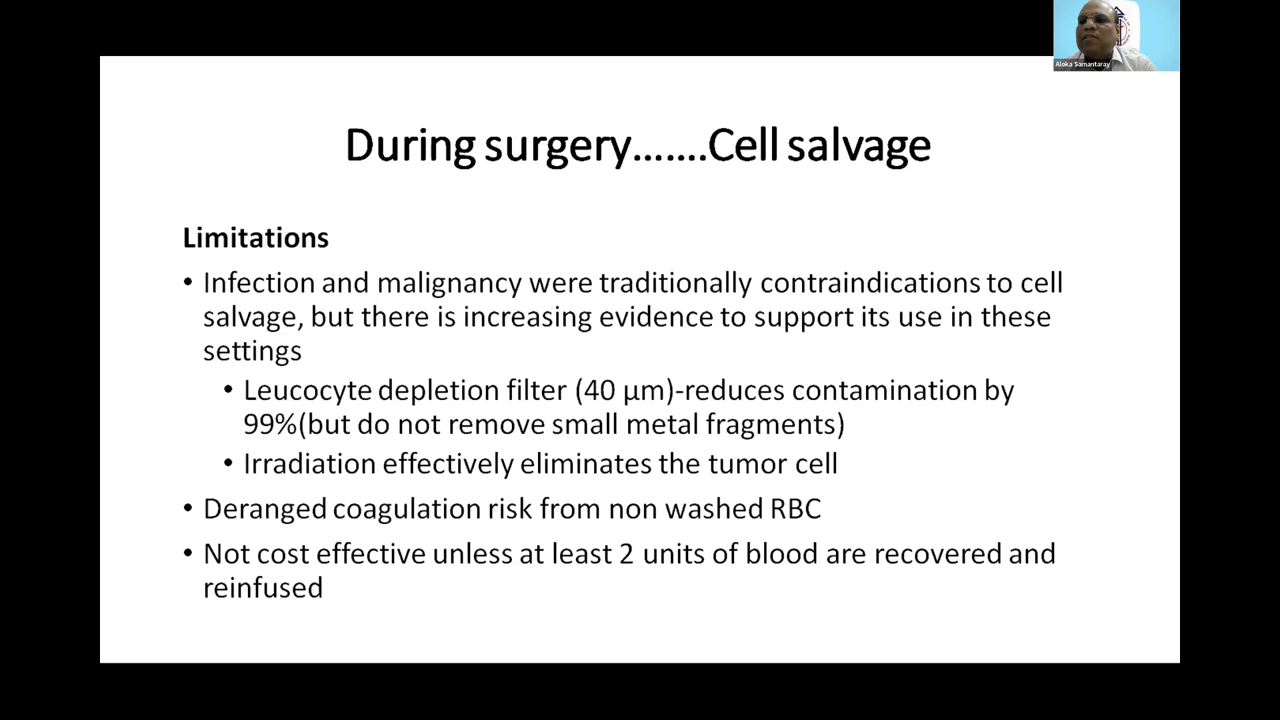 Aloka Samantaray
During surgery.......Cell salvage
Limitations
• Infection and malignancy were traditionally contraindications to cell
salvage, but there is increasing evidence to support its use in these
settings
• Leucocyte depletion filter (40 µm)-reduces contamination by
99%(but do not remove small metal fragments)
• Irradiation effectively eliminates the tumor cell
• Deranged coagulation risk from non washed RBC
• Not cost effective unless at least 2 units of blood are recovered and
reinfused